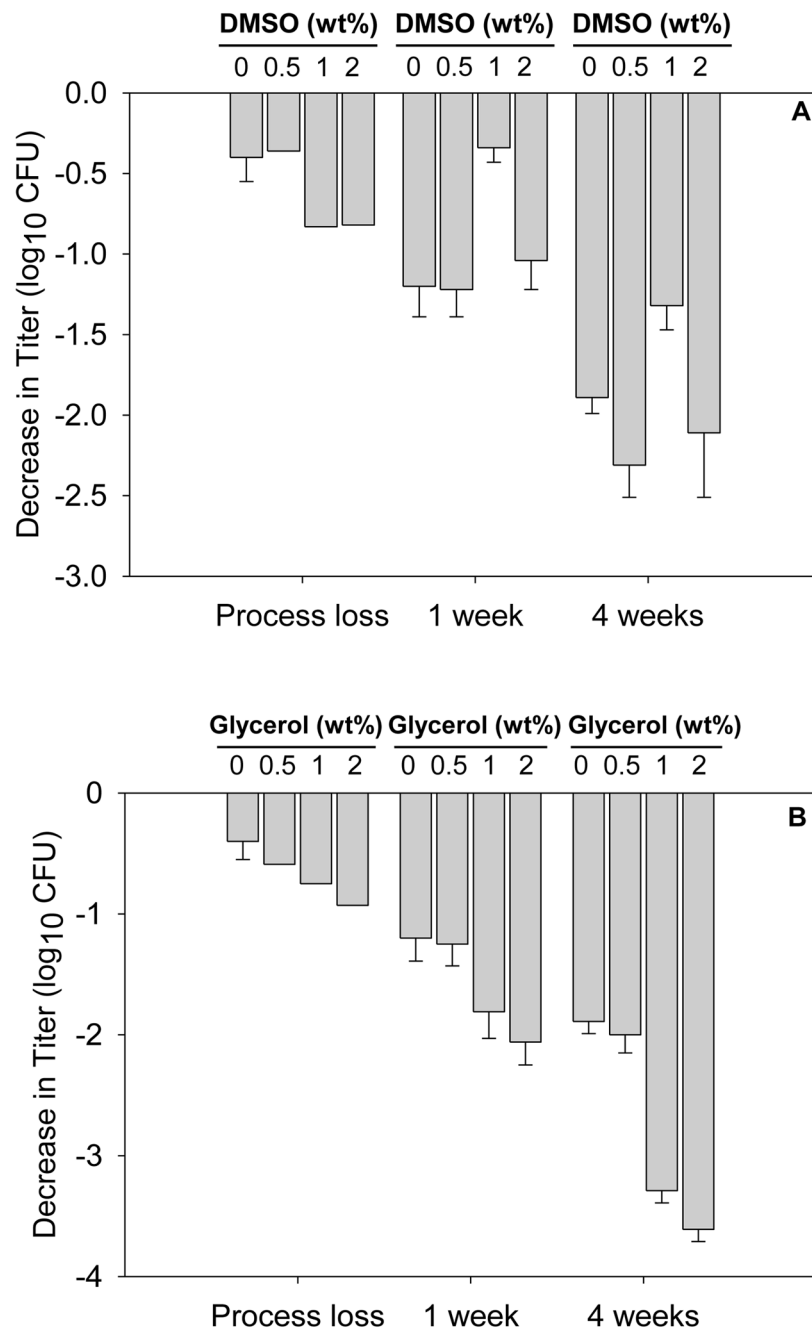 DMSO (wt%) DMSO (wt%) DMSO (wt%)
0 0.5 1 2 0 0.5 1 2 0 0.5 1 2
A
0.0
-0.5
-1.0
-1.5
-2.0
-2.5
-3.0
Decrease in Titer (log10 CFU)
Process loss 1 week 4 weeks
Glycerol (wt%) Glycerol (wt%) Glycerol (wt%)
0 0.5 1 2 0 0.5 1 2 0 0.5 1 2
B
0
-1
-2
-3
-4
Decrease in Titer (log10 CFU)
Process loss 1 week 4 weeks